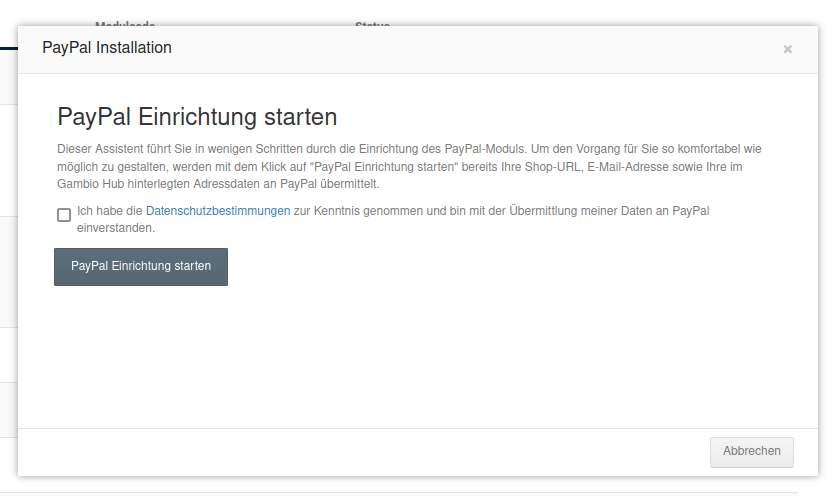 PayPal Installation
×
PayPal Einrichtung starten
Dieser Assistent führt Sie in wenigen Schritten durch die Einrichtung des PayPal-Moduls. Um den Vorgang für Sie so komfortabel wie
möglich zu gestalten, werden mit dem Klick auf "PayPal Einrichtung starten" bereits Ihre Shop-URL, E-Mail-Adresse sowie Ihre im
Gambio Hub hinterlegten Adressdaten an PayPal übermittelt.
Ich habe die Datenschutzbestimmungen zur Kenntnis genommen und bin mit der Übermittlung meiner Daten an PayPal
einverstanden.
PayPal Einrichtung starten
Abbrechen